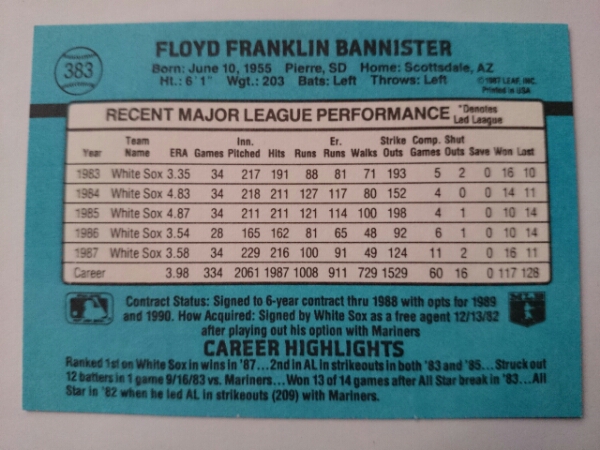 383
FLOYD FRANKLIN BANNISTER
Born: June 10, 1955 Pierre, SD Home: Scottsdale, AZ
Ht.: 6'1" Wgt.: 203 Bats: Left Throws: Left
©1987 LEAF, INC.
Printed in USA
RECENT MAJOR LEAGUE PERFORMANCE *Denotes Led League
Year Team Name ERA Games Inn. Pitched Hits Runs Er. Runs Walks Strike Outs Comp. Games Shut Outs Save Won Lost
1983 White Sox 3.35 34 217 191 88 81 71 193 5 2 0 16 10
1984 White Sox 4.83 34 218 211 127 117 80 152 4 0 0 14 11
1985 White Sox 4.87 34 211 211 121 114 100 198 4 1 0 10 14
1986 White Sox 3.54 28 165 162 81 65 48 92 6 1 0 10 14
1987 White Sox 3.58 34 229 216 100 91 49 124 11 2 0 16 11
Career 3.98 334 2061 1987 1008 911 729 1529 60 16 0 117 128
Contract Status: Signed to 6-year contract thru 1988 with opts for 1989
and 1990. How Acquired: Signed by White Sox as a free agent 12/13/82
after playing out his option with Mariners
CAREER HIGHLIGHTS
Ranked 1st on White Sox in wins in '87...2nd in AL in strikeouts in both '83 and '85...Struck out
12 batters in 1 game 9/16/83 vs. Mariners...Won 13 of 14 games after All Star break in '83...All
Star in '82 when he led AL in strikeouts (209) with Mariners.